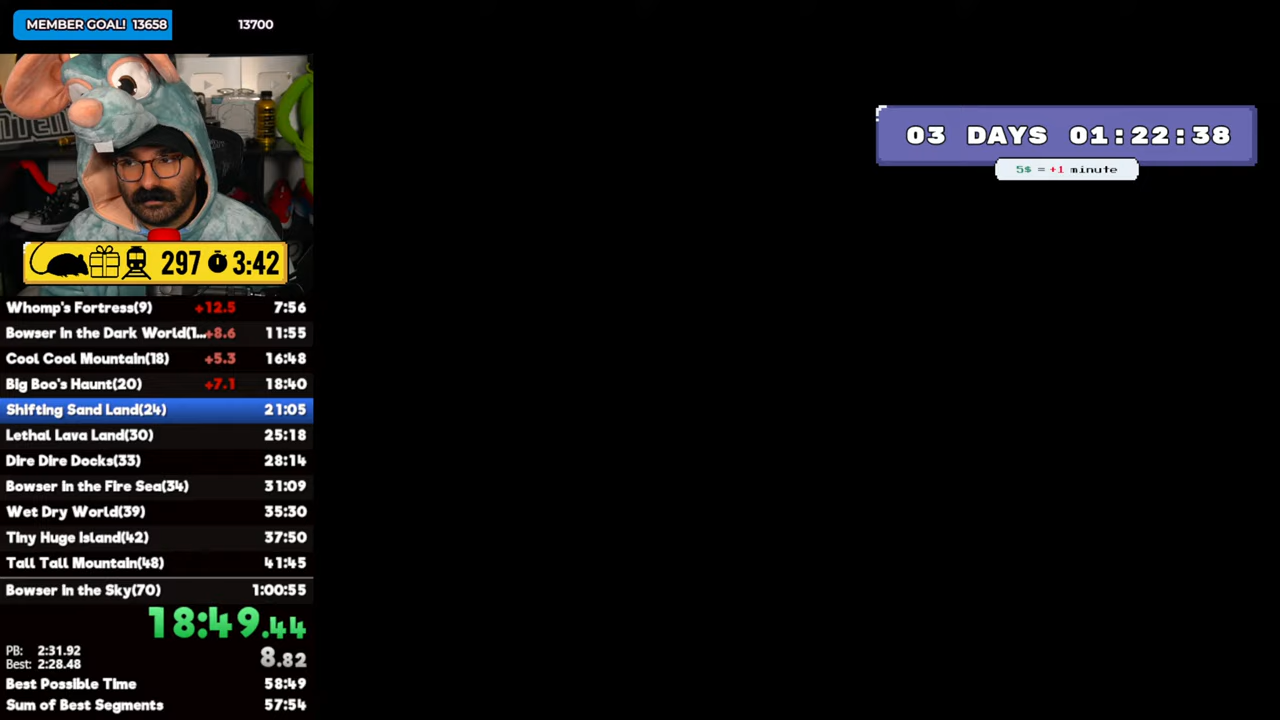 MEMBER GOAL! 13658 13700
03 DAYS 01:22:38
5$ = +1 minute
297 3:42
Whomp's Fortress(9) +12.5 7:56
Bowser in the Dark World(1... +8.6 11:55
Cool Cool Mountain(18) +5.3 16:48
Big Boo's Haunt(20) +7.1 18:40
Shifting Sand Land(24) 21:05
Lethal Lava Land(30) 25:18
Dire Dire Docks(33) 28:14
Bowser in the Fire Sea(34) 31:09
Wet Dry World(39) 35:30
Tiny Huge Island(42) 37:50
Tall Tall Mountain(48) 41:45
Bowser in the Sky(70) 1:00:55
18:49.44
PB: 2:31.92
Best: 2:28.48
8.82
Best Possible Time 58:49
Sum of Best Segments 57:54